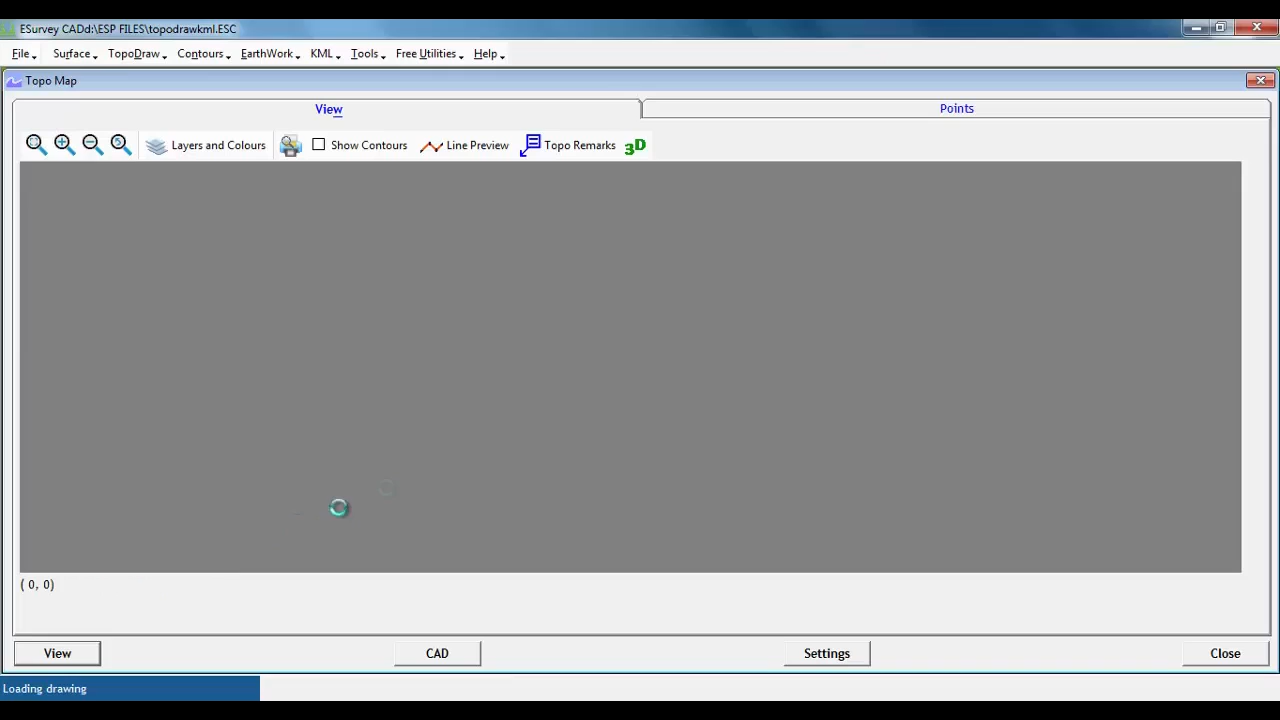 ESurvey CADd:\ESP FILES\topodrawkml.ESC
File Surface TopoDraw Contours EarthWork KML Tools Free Utilities Help
Topo Map
View Points
Layers and Colours Show Contours Line Preview Topo Remarks 3D
( 0, 0)
View CAD Settings Close
Loading drawing